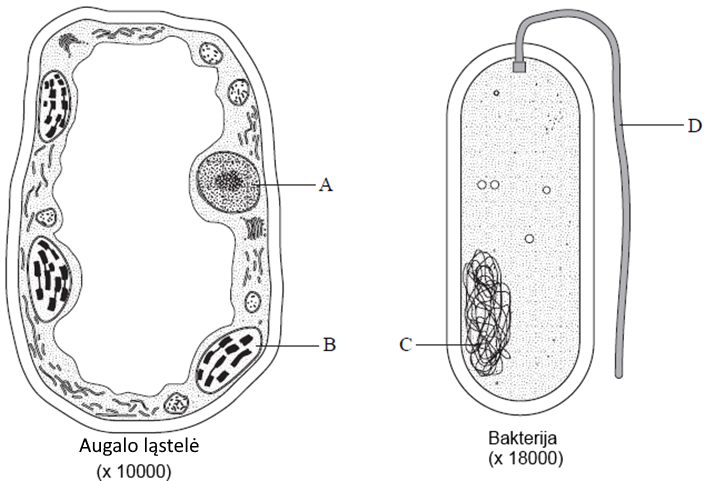 A
B
C
D
Augalo ląstelė
(x 10000)
Bakterija
(x 18000)